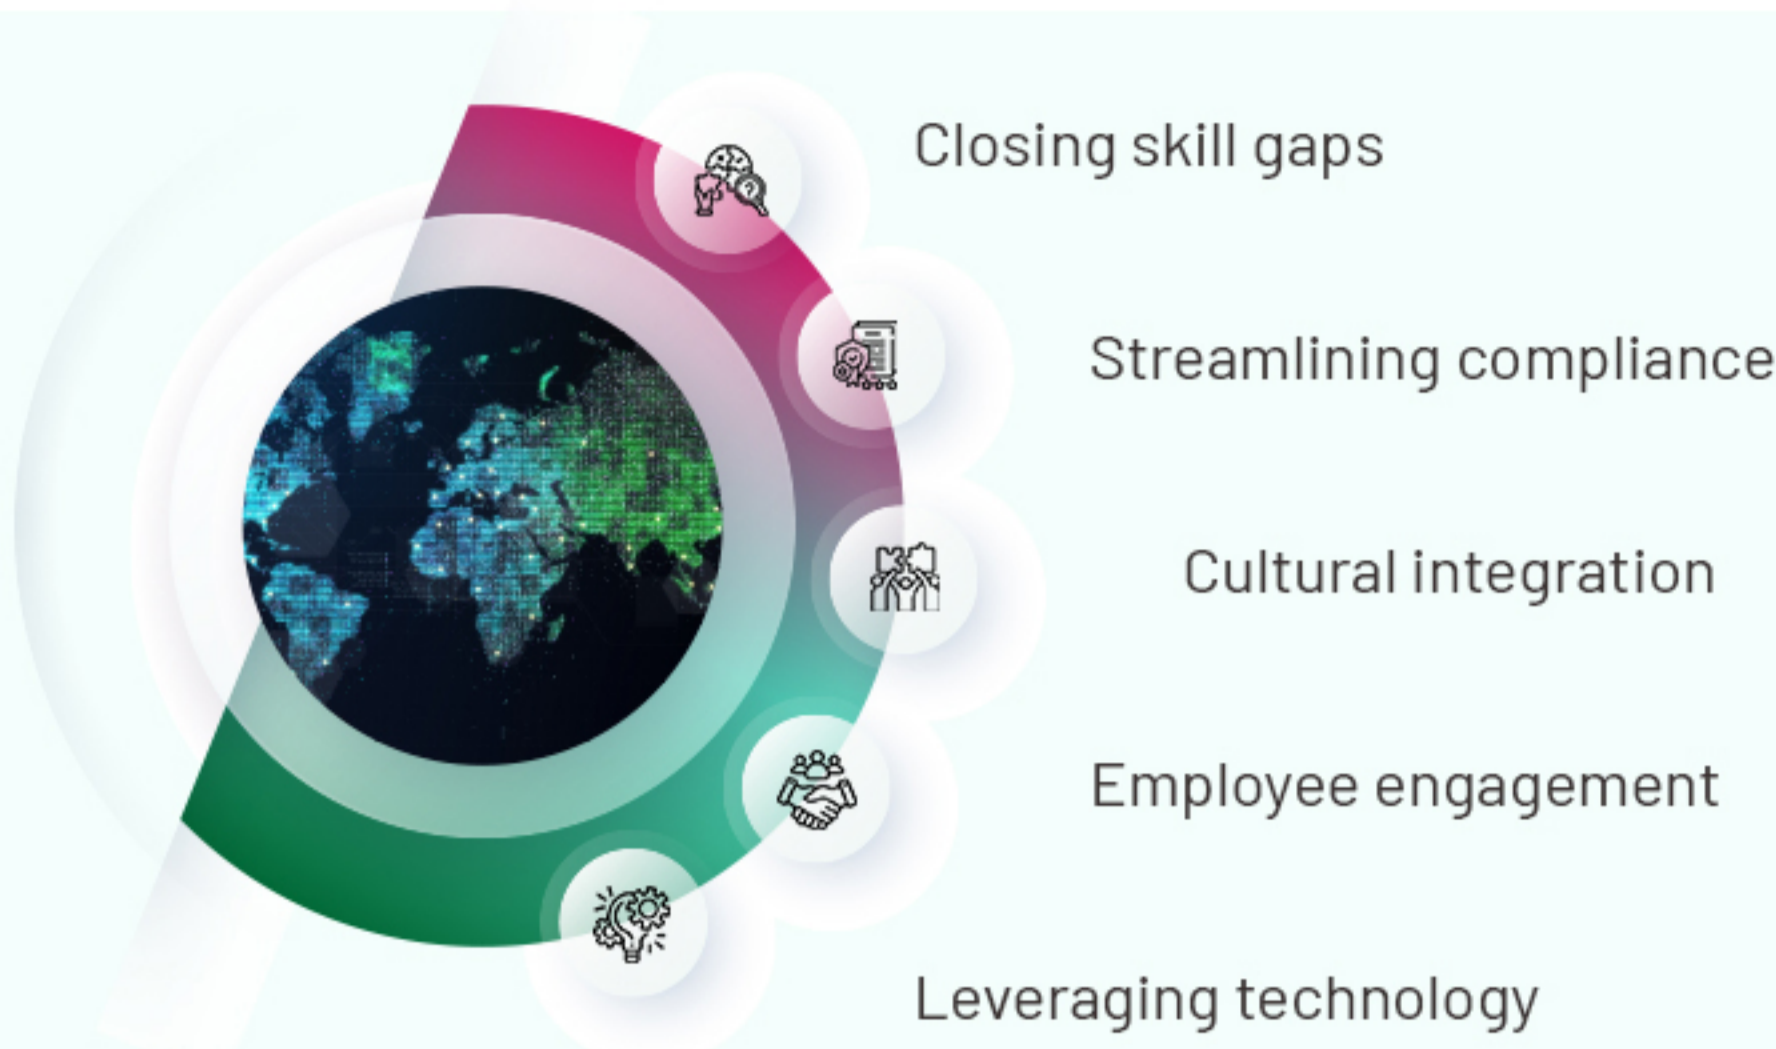 Closing skill gaps
Streamlining compliance
Cultural integration
Employee engagement
Leveraging technology